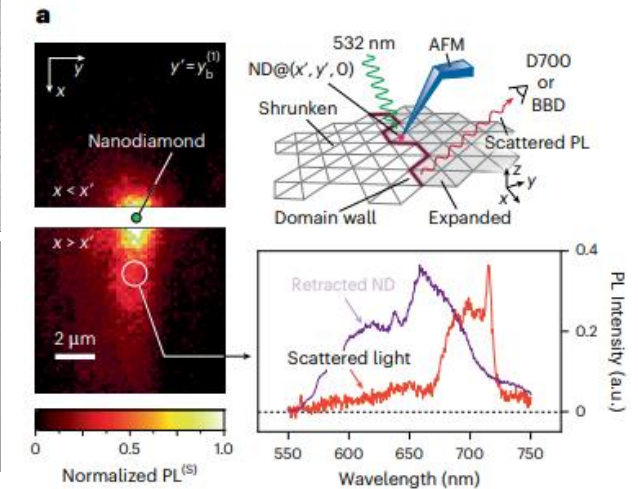 a
y
x
y′ = y_b^(1)
Nanodiamond
x < x′
x > x′
2 μm
0
0.5
1.0
Normalized PL^(S)
532 nm
AFM
ND@(x′, y′, 0)
D700
or
BBD
Shrunken
Scattered PL
z
y
x
Domain wall
Expanded
0.4
Retracted ND
0.2
Scattered light
0
550
600
650
700
750
Wavelength (nm)
PL Intensity (a.u.)